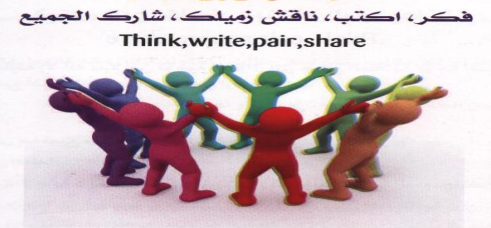 فكر، اكتب، ناقش زميلك، شارك الجميع
Think,write,pair,share